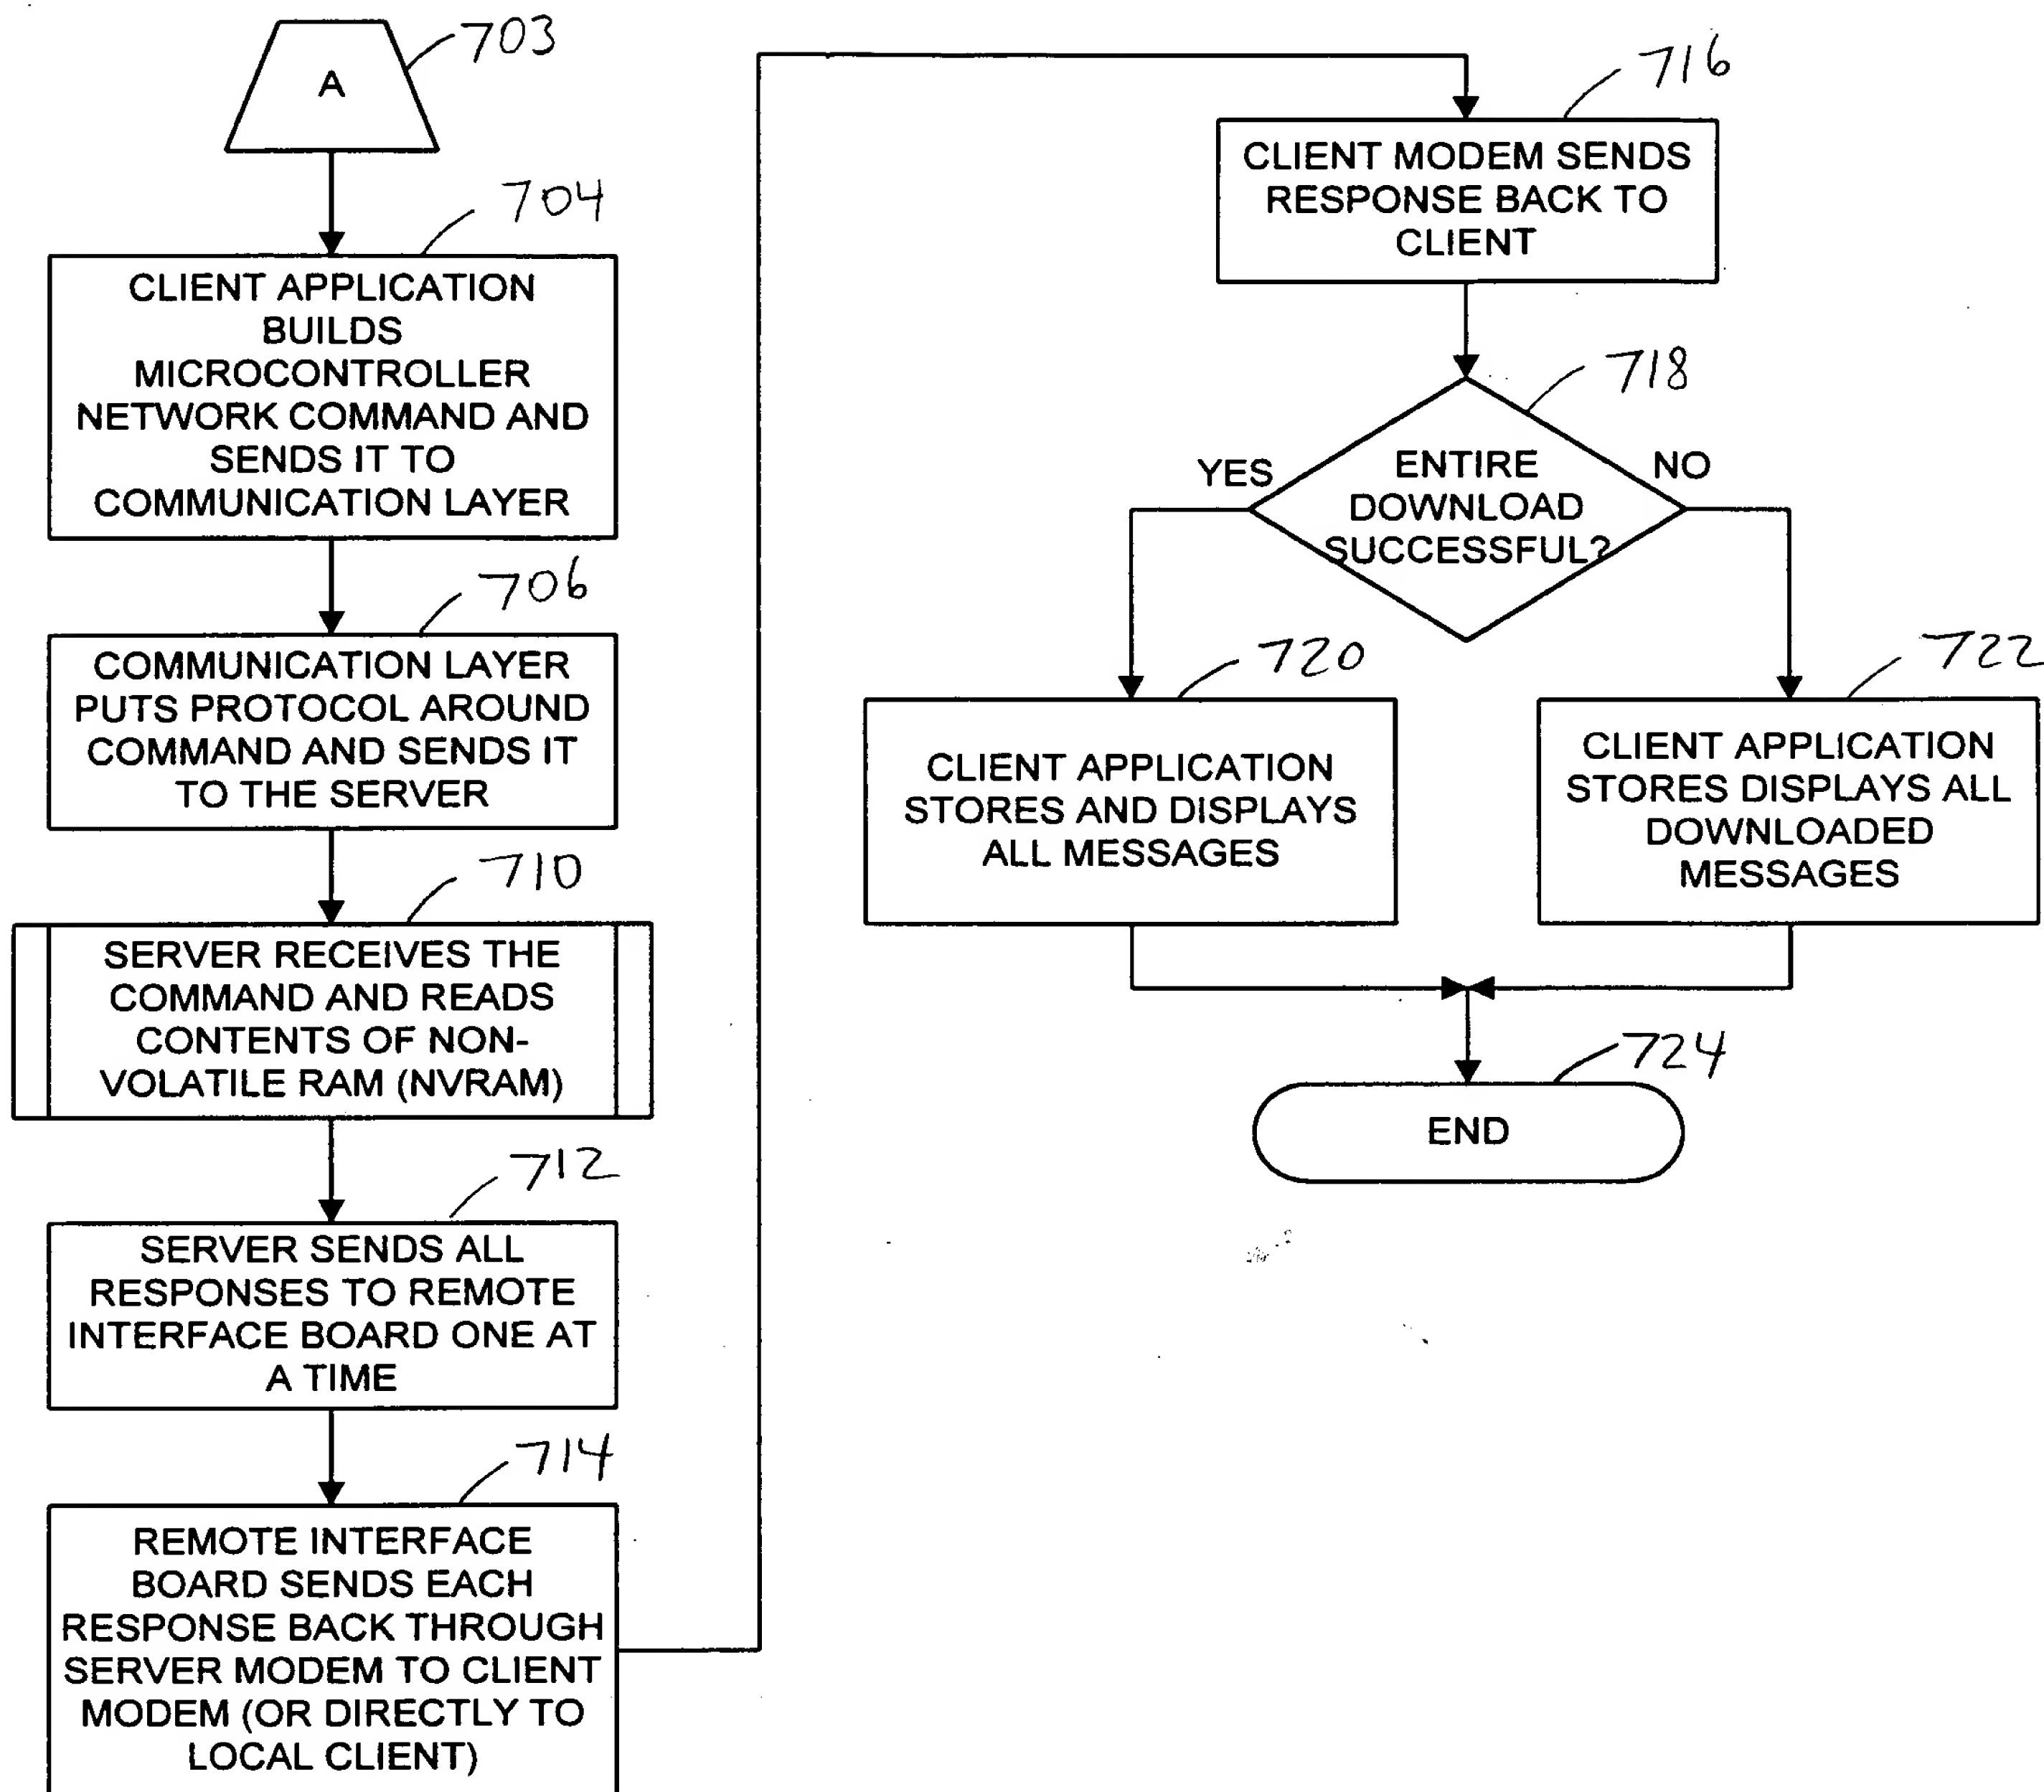 703
A
704
CLIENT APPLICATION
BUILDS
MICROCONTROLLER
NETWORK COMMAND AND
SENDS IT TO
COMMUNICATION LAYER
706
COMMUNICATION LAYER
PUTS PROTOCOL AROUND
COMMAND AND SENDS IT
TO THE SERVER
710
SERVER RECEIVES THE
COMMAND AND READS
CONTENTS OF NON-
VOLATILE RAM (NVRAM)
712
SERVER SENDS ALL
RESPONSES TO REMOTE
INTERFACE BOARD ONE AT
A TIME
714
REMOTE INTERFACE
BOARD SENDS EACH
RESPONSE BACK THROUGH
SERVER MODEM TO CLIENT
MODEM (OR DIRECTLY TO
LOCAL CLIENT)
716
CLIENT MODEM SENDS
RESPONSE BACK TO
CLIENT
718
YES
ENTIRE
DOWNLOAD
SUCCESSFUL?
NO
720
CLIENT APPLICATION
STORES AND DISPLAYS
ALL MESSAGES
722
CLIENT APPLICATION
STORES DISPLAYS ALL
DOWNLOADED
MESSAGES
724
END